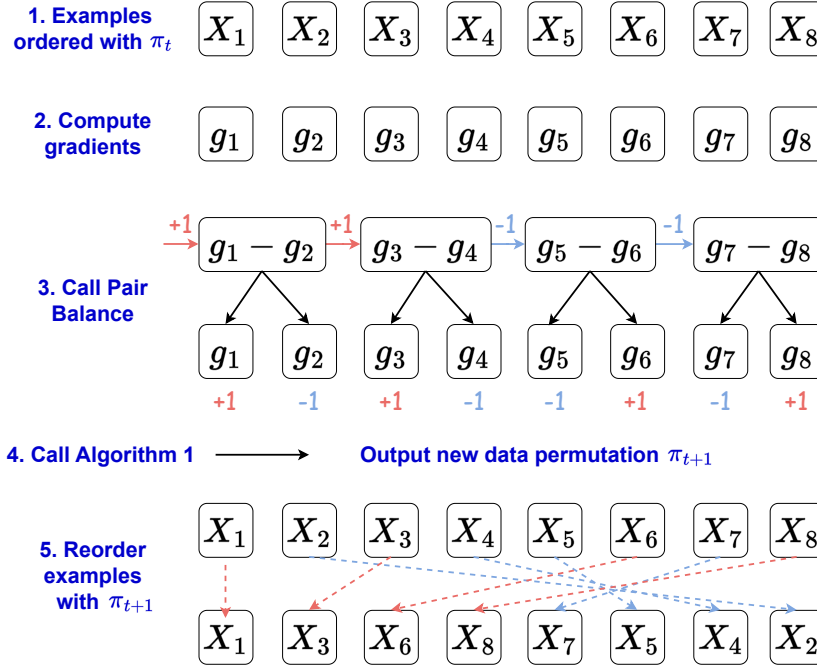 1. Examples
ordered with π_t
X_1 X_2 X_3 X_4 X_5 X_6 X_7 X_8
2. Compute
gradients
g_1 g_2 g_3 g_4 g_5 g_6 g_7 g_8
+1 +1 -1 -1
g_1 − g_2 g_3 − g_4 g_5 − g_6 g_7 − g_8
3. Call Pair
Balance
g_1 g_2 g_3 g_4 g_5 g_6 g_7 g_8
+1 -1 +1 -1 -1 +1 -1 +1
4. Call Algorithm 1 Output new data permutation π_{t+1}
X_1 X_2 X_3 X_4 X_5 X_6 X_7 X_8
5. Reorder
examples
with π_{t+1}
X_1 X_3 X_6 X_8 X_7 X_5 X_4 X_2